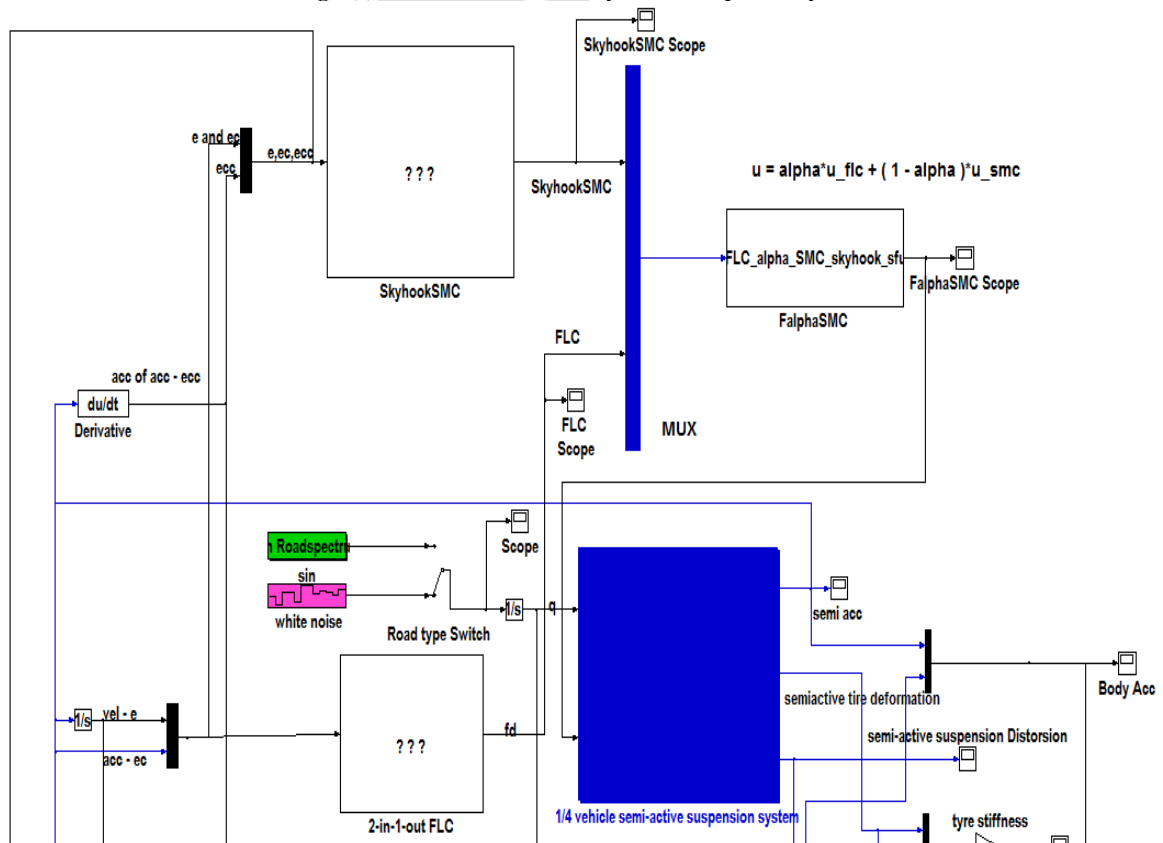 SkyhookSMC Scope
e and ec
ecc
e,ec,ecc
? ? ?
SkyhookSMC
SkyhookSMC
u = alpha*u_flc + ( 1 - alpha )*u_smc
FLC_alpha_SMC_skyhook_sfu
FalphaSMC
FalphaSMC Scope
FLC
acc of acc - ecc
du/dt
Derivative
FLC
Scope
MUX
n Roadspectru
sin
white noise
Road type Switch
Scope
1/s
q
semi acc
semiactive tire deformation
Body Acc
semi-active suspension Distorsion
1/s
vel - e
acc - ec
? ? ?
fd
2-in-1-out FLC
1/4 vehicle semi-active suspension system
tyre stiffness